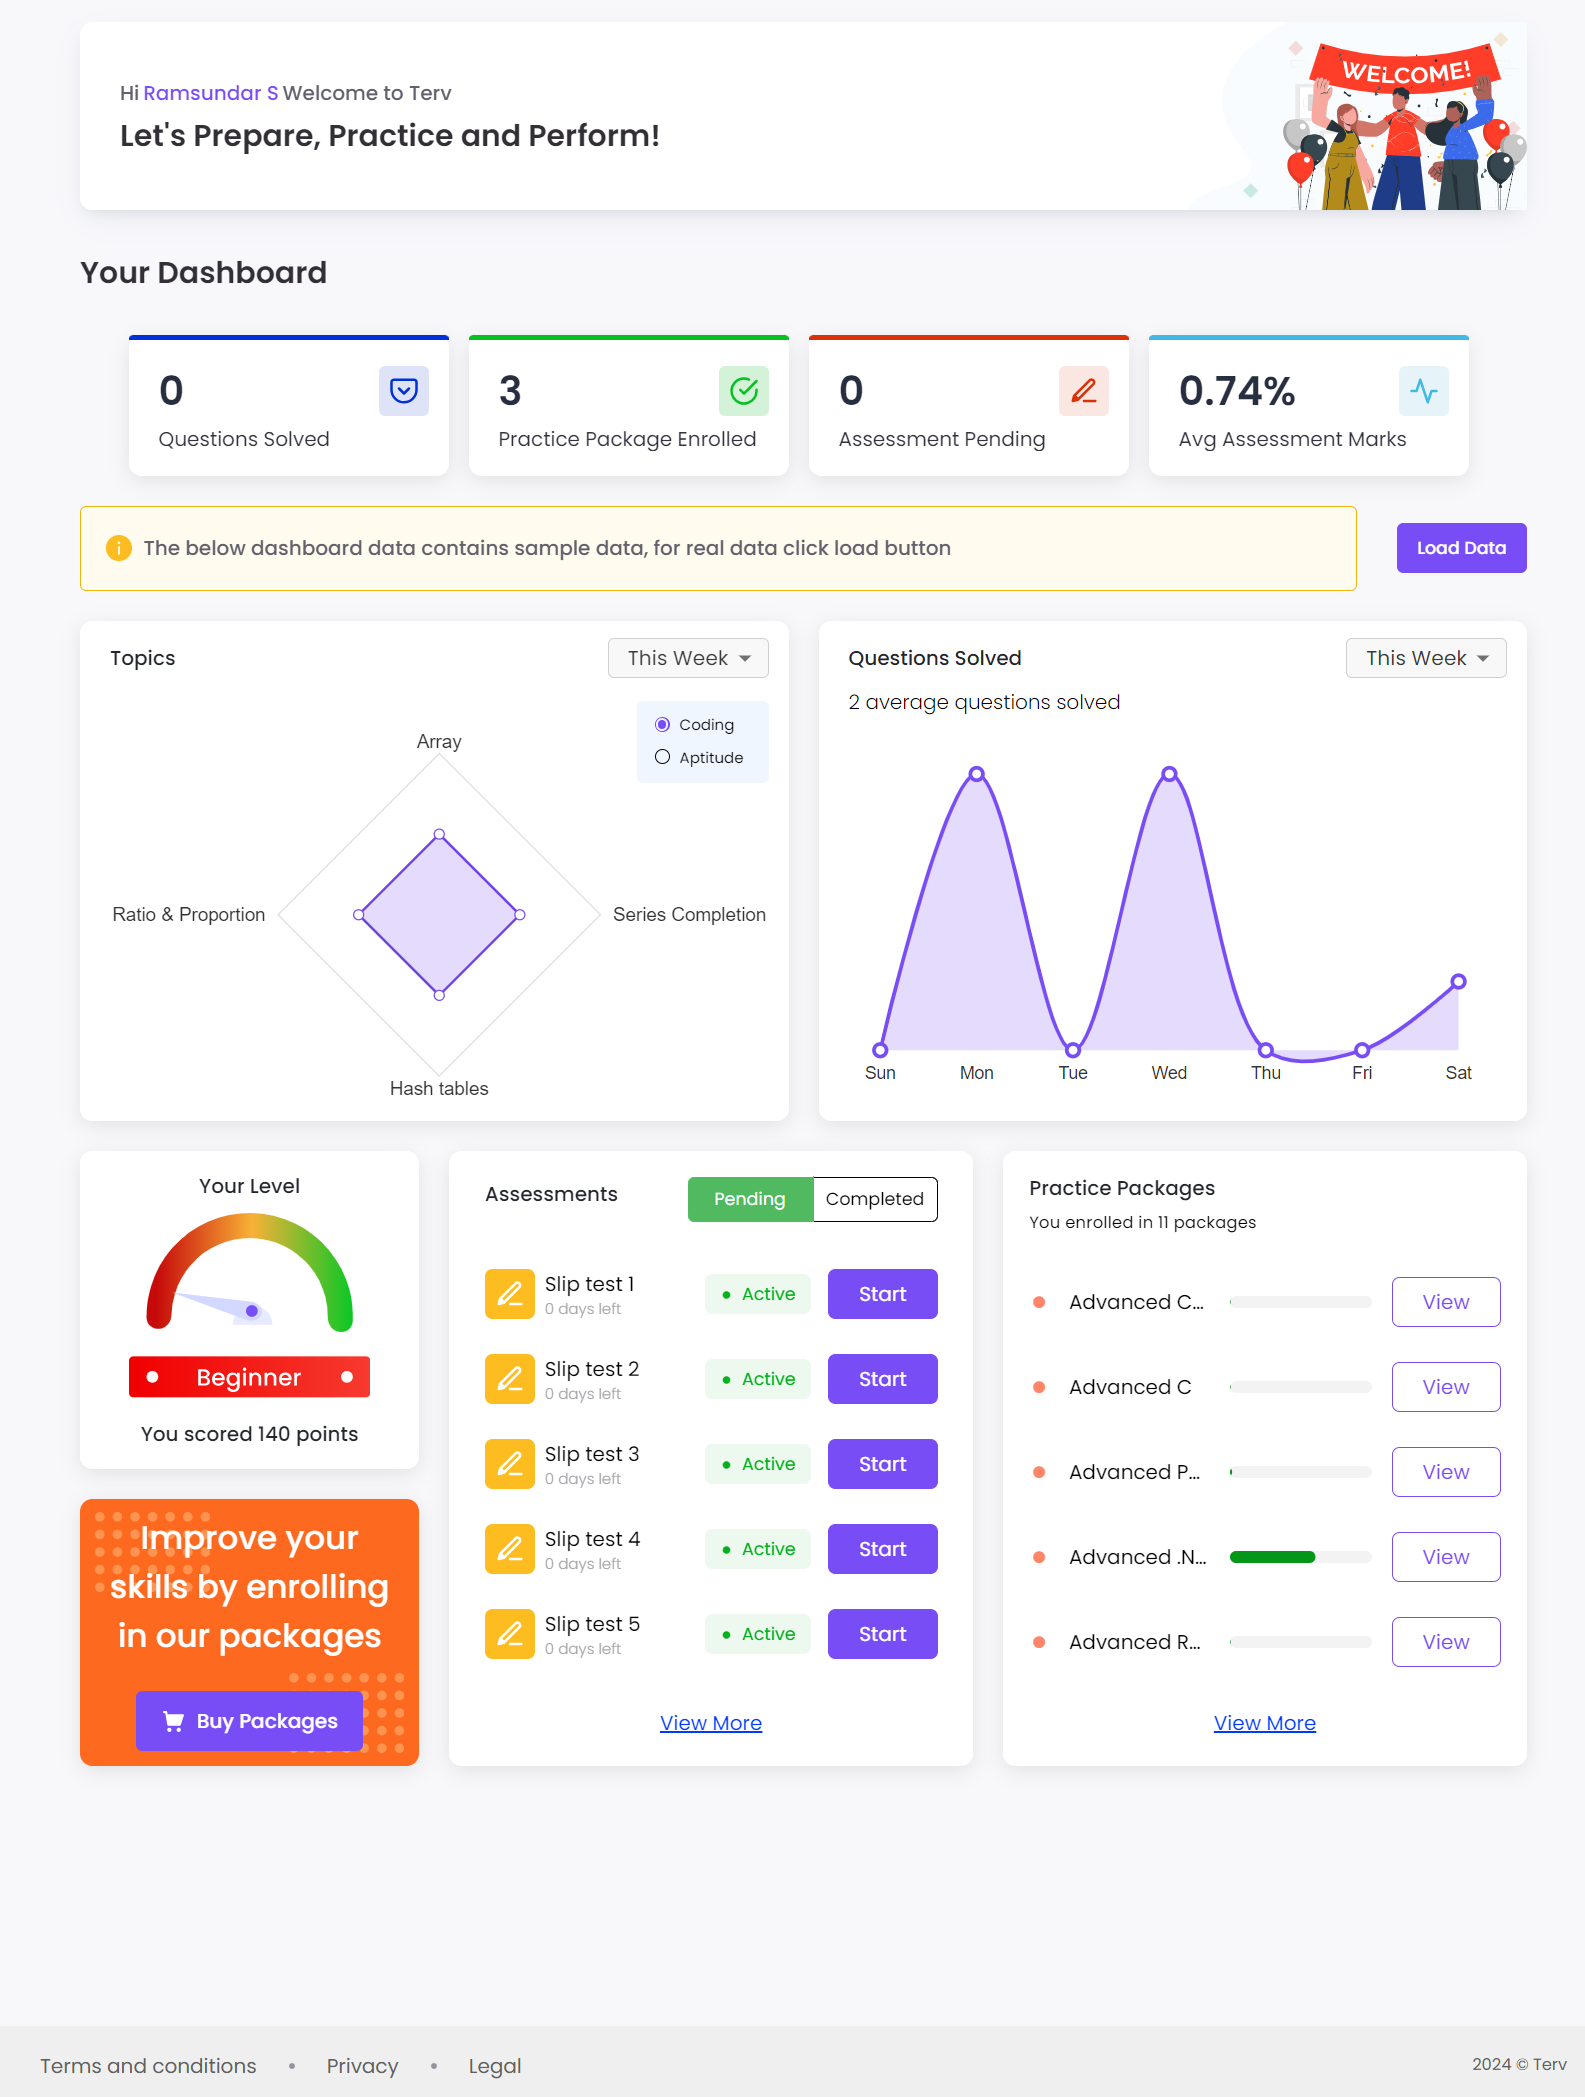 WELCOME!
Hi Ramsundar S Welcome to Terv
Let's Prepare, Practice and Perform!
Your Dashboard
0
Questions Solved
3
Practice Package Enrolled
0
Assessment Pending
0.74%
Avg Assessment Marks
The below dashboard data contains sample data, for real data click load button
Load Data
Topics
This Week
Coding
Aptitude
Array
Ratio & Proportion
Series Completion
Hash tables
Questions Solved
This Week
2 average questions solved
Sun Mon Tue Wed Thu Fri Sat
Your Level
Beginner
You scored 140 points
Improve your
skills by enrolling
in our packages
Buy Packages
Assessments
Pending Completed
Slip test 1
0 days left
Active
Start
Slip test 2
0 days left
Active
Start
Slip test 3
0 days left
Active
Start
Slip test 4
0 days left
Active
Start
Slip test 5
0 days left
Active
Start
View More
Practice Packages
You enrolled in 11 packages
Advanced C...
View
Advanced C
View
Advanced P...
View
Advanced .N...
View
Advanced R...
View
View More
Terms and conditions • Privacy • Legal
2024 © Terv